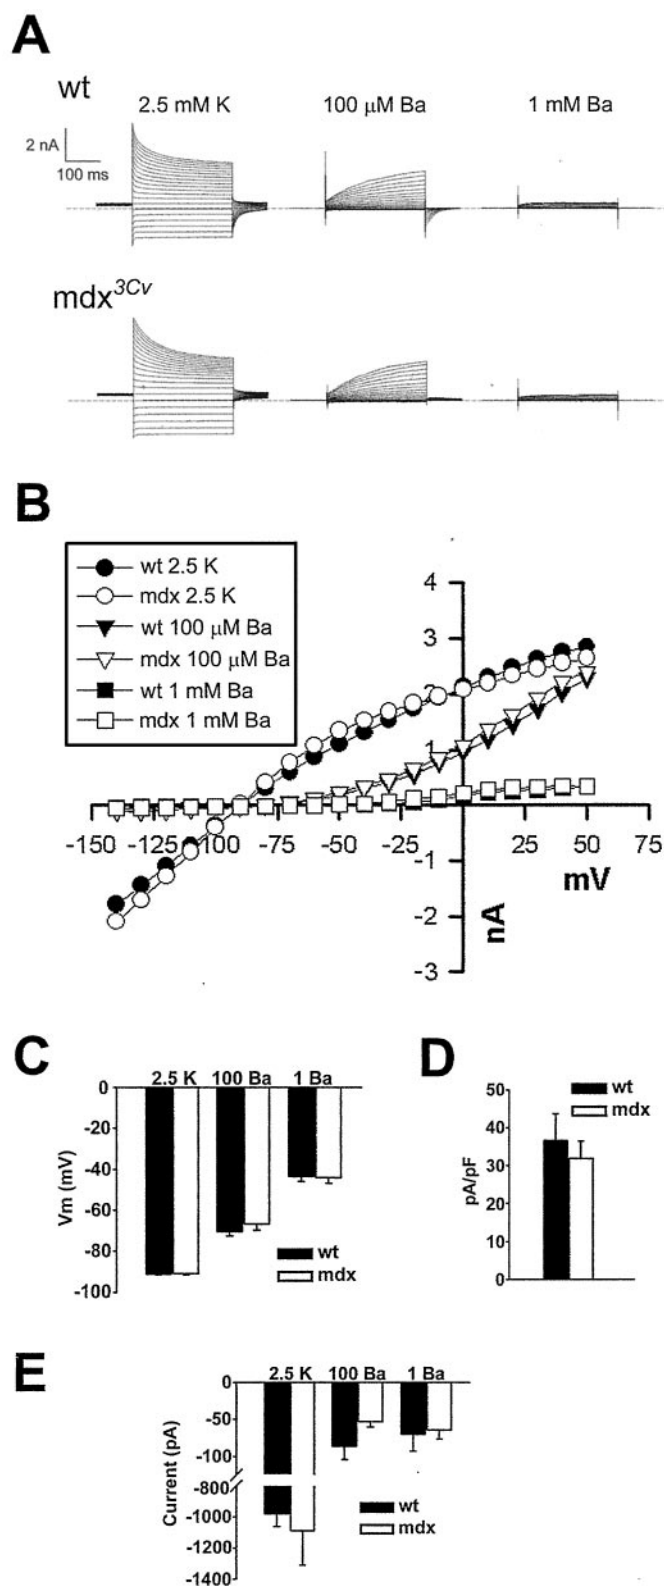 A
wt
2.5 mM K
100 μM Ba
1 mM Ba
2 nA
100 ms
mdx3Cv
B
wt 2.5 K
mdx 2.5 K
wt 100 μM Ba
mdx 100 μM Ba
wt 1 mM Ba
mdx 1 mM Ba
4
3
2
1
-150 -125 -100 -75 -50 -25 25 50 75
-1
-2
-3
mV
nA
C
2.5 K 100 Ba 1 Ba
0
-20
-40
-60
-80
-100
Vm (mV)
wt
mdx
D
50
40
30
20
10
0
pA/pF
wt
mdx
E
2.5 K 100 Ba 1 Ba
0
-50
-100
-800
-1000
-1200
-1400
Current (pA)
wt
mdx